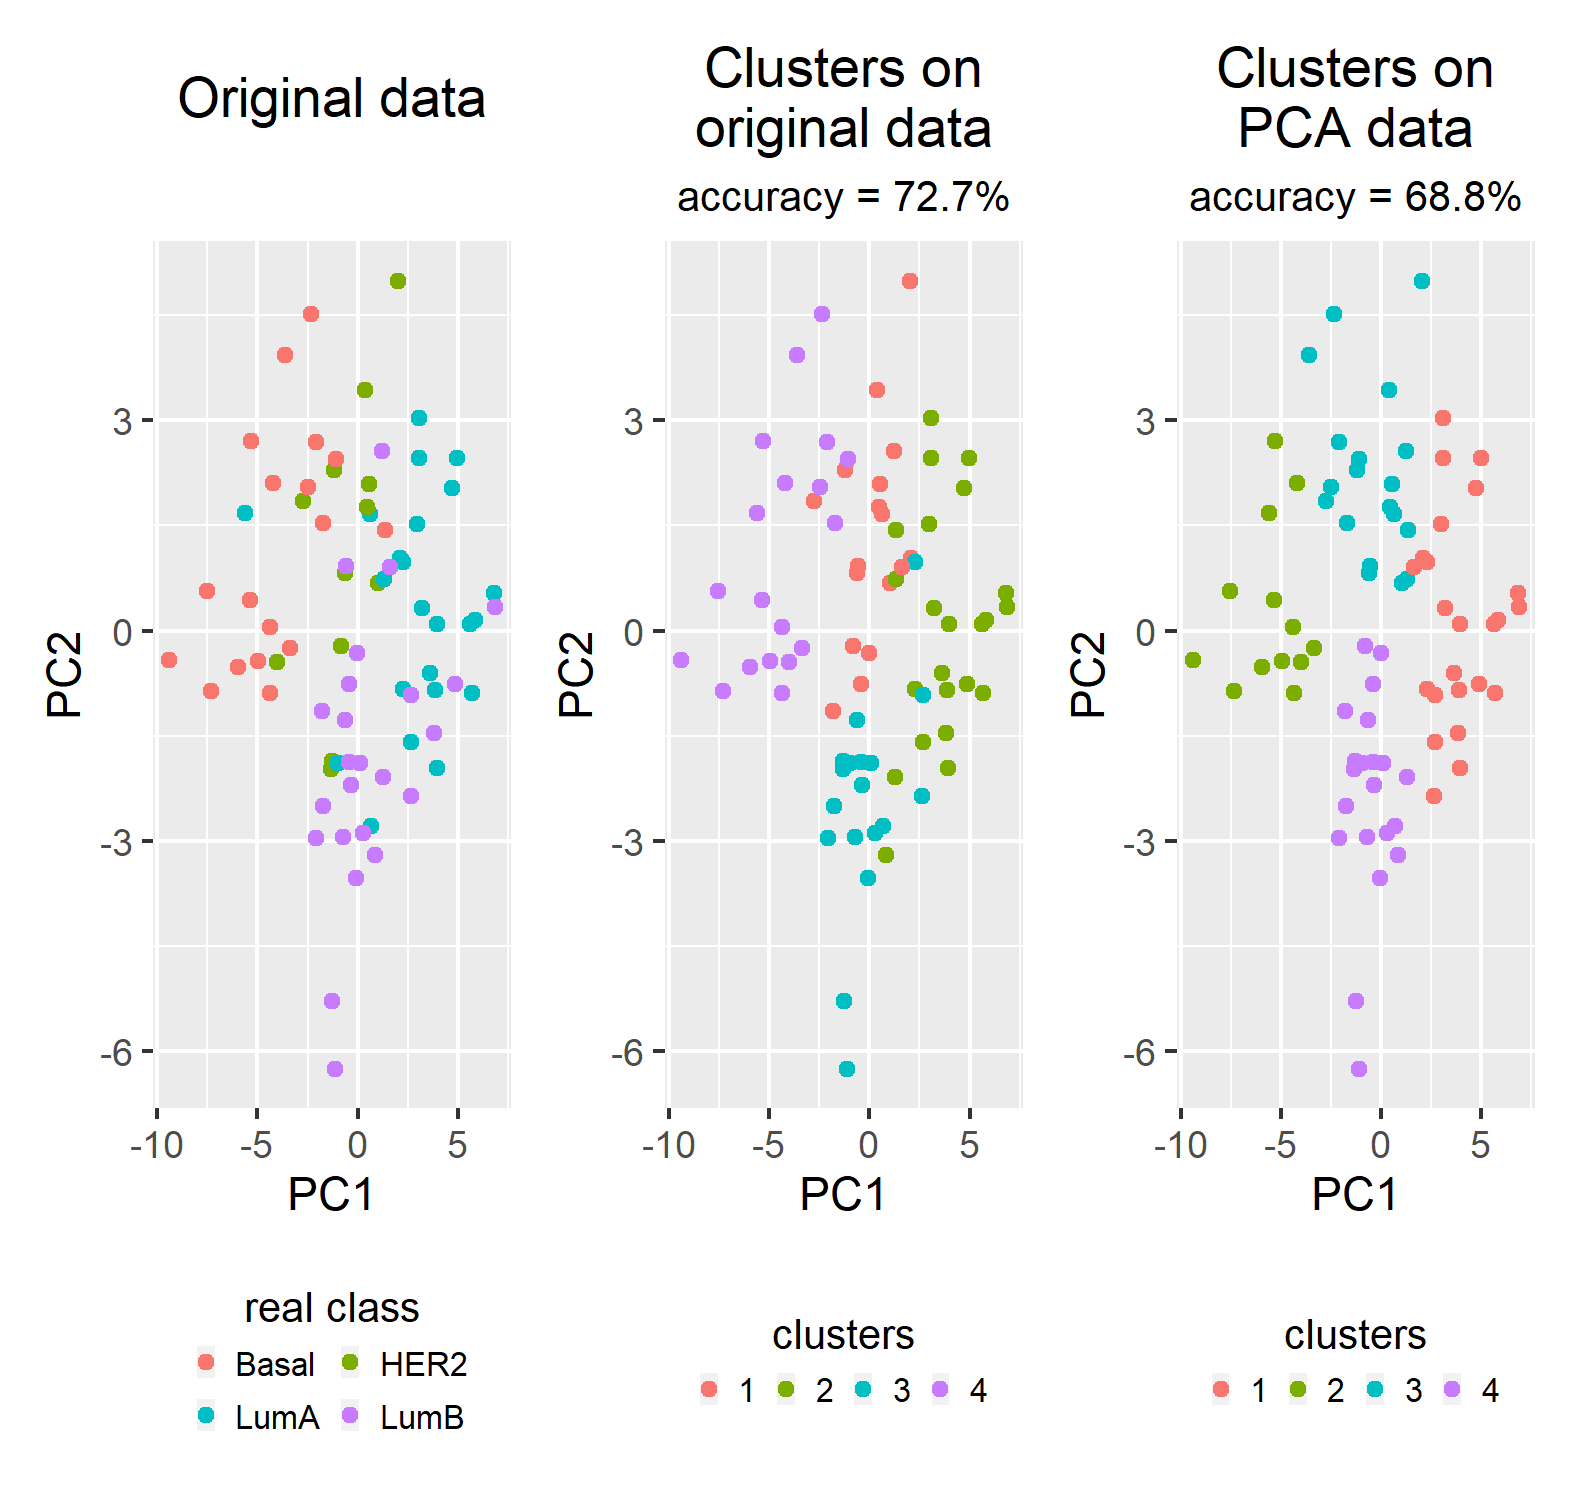 Original data
Clusters on
original data
accuracy = 72.7%
Clusters on
PCA data
accuracy = 68.8%
PC2
3
0
-3
-6
-10 -5 0 5
PC1
real class
Basal HER2
LumA LumB
PC2
3
0
-3
-6
-10 -5 0 5
PC1
clusters
1 2 3 4
PC2
3
0
-3
-6
-10 -5 0 5
PC1
clusters
1 2 3 4